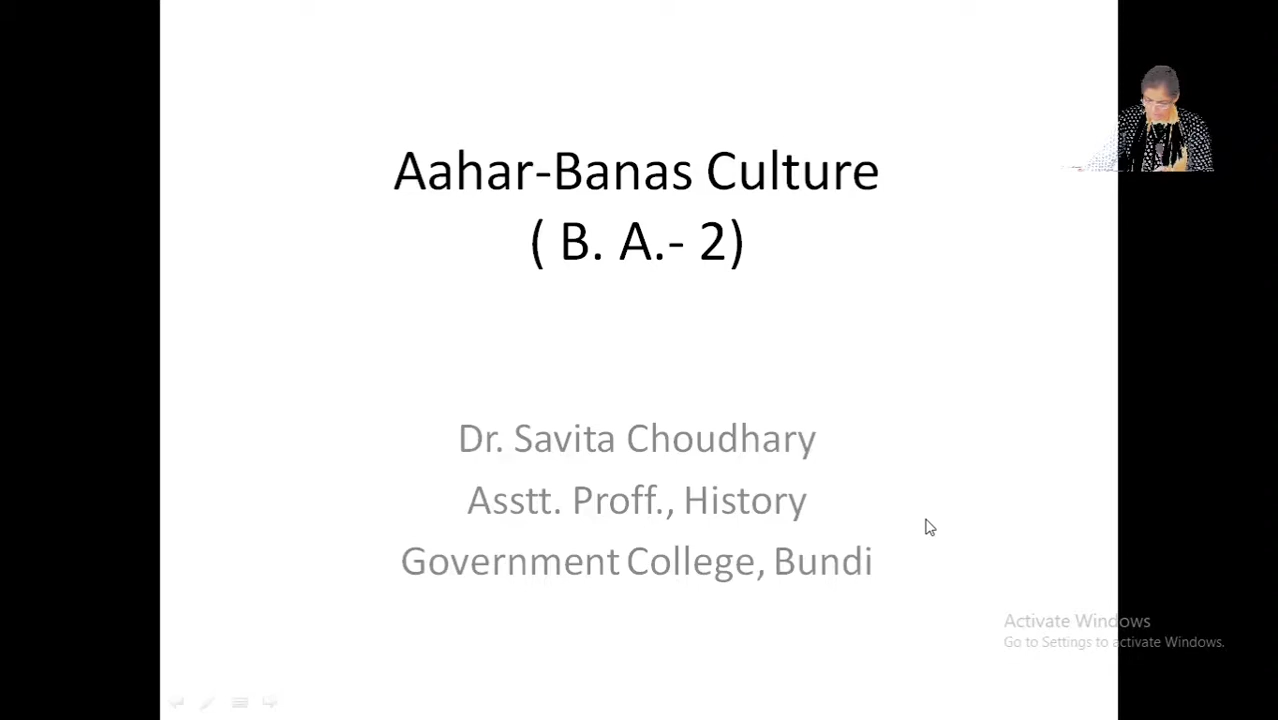 Aahar-Banas Culture
( B. A.- 2)
Dr. Savita Choudhary
Asstt. Proff., History
Government College, Bundi
Activate Windows
Go to Settings to activate Windows.